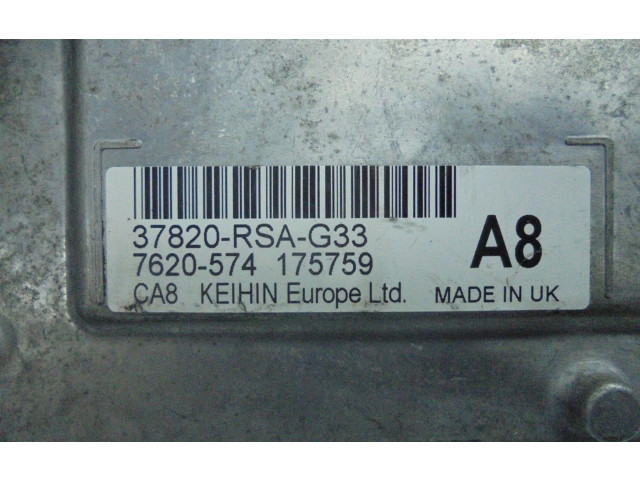 37820-RSA-G33
7620-574 175759
A8
CA8 KEIHIN Europe Ltd. MADE IN UK